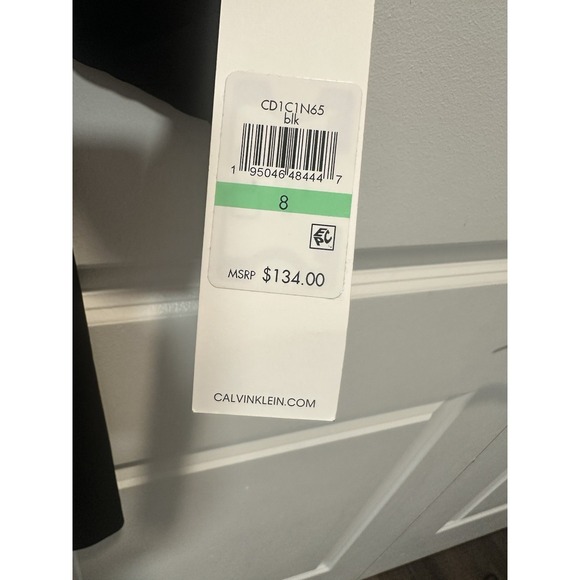 CD1C1N65
blk
1 95046 48444 7
8
MSRP $134.00
CALVINKLEIN.COM